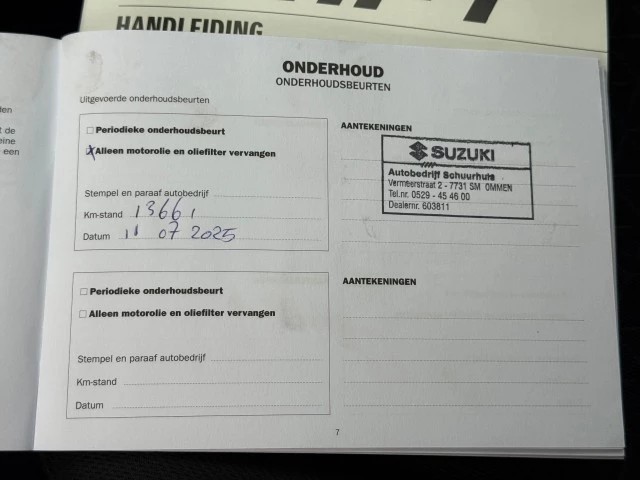 HANDLEIDING
ONDERHOUD
ONDERHOUDSBEURTEN
Uitgevoerde onderhoudsbeurten
Periodieke onderhoudsbeurt
Alleen motorolie en oliefilter vervangen
Stempel en paraaf autobedrijf
Km-stand 13661
Datum 11 07 2025
AANTEKENINGEN
SUZUKI
Autobedrijf Schuurhuis
Vermeerstraat 2 - 7731 SM OMMEN
Tel.nr. 0529 - 45 46 00
Dealernr. 603811
Periodieke onderhoudsbeurt
Alleen motorolie en oliefilter vervangen
Stempel en paraaf autobedrijf
Km-stand
Datum
AANTEKENINGEN
7